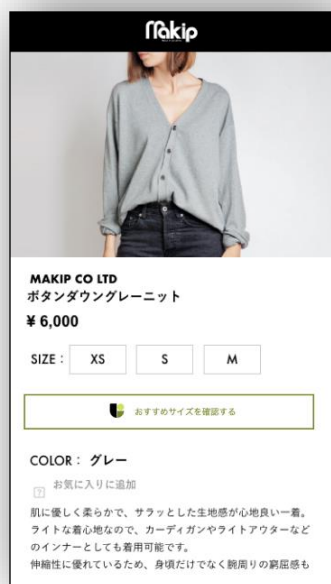 Makip
MAKIP CO LTD
ボタンダウングレーニット
¥ 6,000
SIZE : XS S M
おすすめサイズを確認する
COLOR : グレー
お気に入りに追加
肌に優しく柔らかで、サラッとした生地感が心地良い一着。
ライトな着心地なので、カーディガンやライトアウターなど
のインナーとしても着用可能です。
伸縮性に優れているため、身頃だけでなく腕周りの窮屈感も